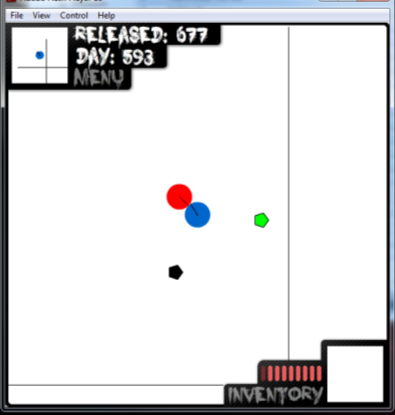 File View Control Help
RELEASED: 677
DAY: 593
MENU
INVENTORY